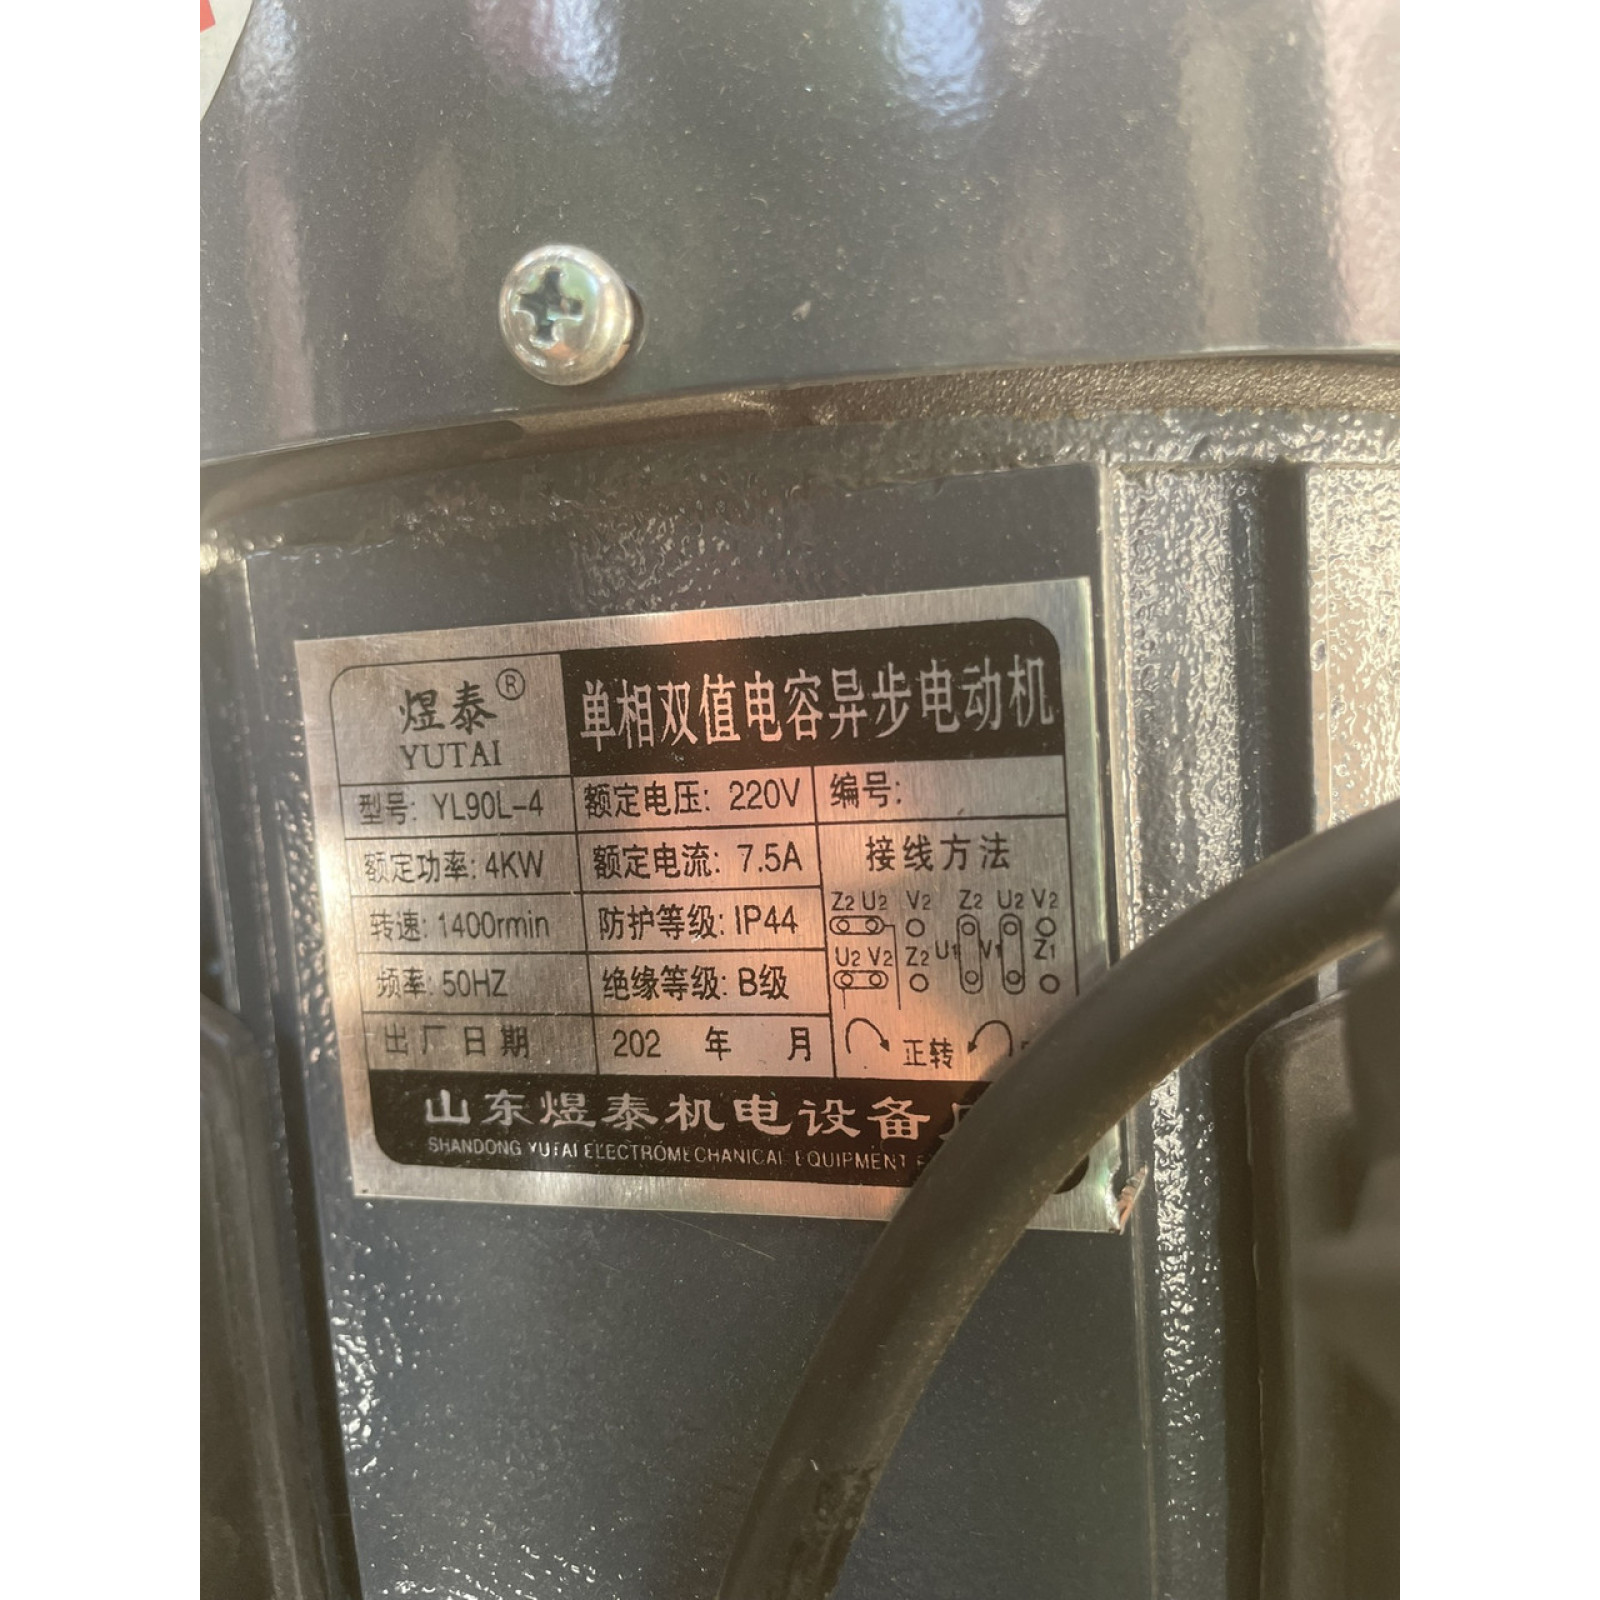 煜泰®
YUTAI
单相双值电容异步电动机
型号: YL90L-4
额定电压: 220V
编号:
额定功率: 4KW
额定电流: 7.5A
接线方法
转速: 1400rmin
防护等级: IP44
频率: 50HZ
绝缘等级: B级
Z2 U2 V2 Z2 U2 V2
U2 V2 Z2 U1 V1 Z1
出厂日期
202 年 月
正转
山东煜泰机电设备
SHANDONG YUTAI ELECTROMECHANICAL EQUIPMENT